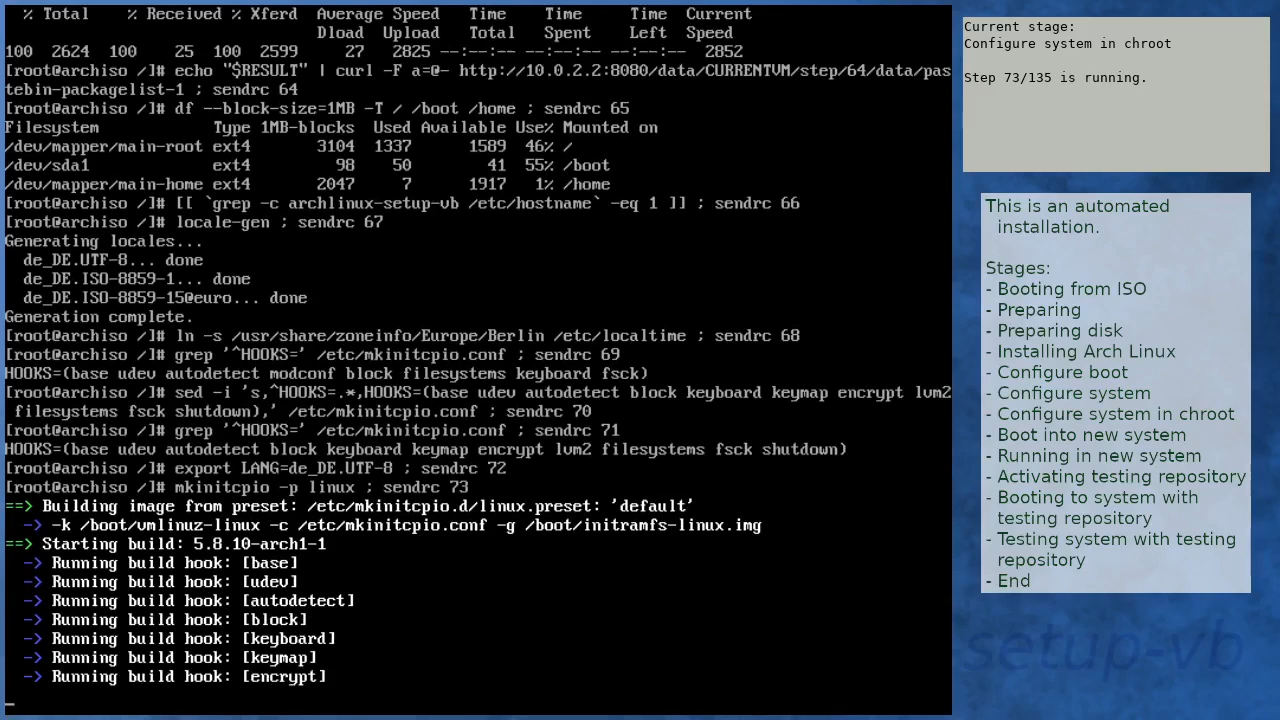 % Total    % Received % Xferd  Average Speed   Time    Time     Time  Current
                                 Dload  Upload   Total   Spent    Left  Speed
100  2624  100    25  100  2599     27   2825 --:--:-- --:--:-- --:--:--  2852
[root@archiso /]# echo "$RESULT" | curl -F a=@- http://10.0.2.2:8080/data/CURRENTVM/step/64/data/pas
tebin-packagelist-1 ; sendrc 64
[root@archiso /]# df --block-size=1MB -T / /boot /home ; sendrc 65
Filesystem            Type 1MB-blocks  Used Available Use% Mounted on
/dev/mapper/main-root ext4       3104  1337      1589  46% /
/dev/sda1             ext4         98    50        41  55% /boot
/dev/mapper/main-home ext4       2047     7      1917   1% /home
[root@archiso /]# [[ `grep -c archlinux-setup-vb /etc/hostname` -eq 1 ]] ; sendrc 66
[root@archiso /]# locale-gen ; sendrc 67
Generating locales...
  de_DE.UTF-8... done
  de_DE.ISO-8859-1... done
  de_DE.ISO-8859-15@euro... done
Generation complete.
[root@archiso /]# ln -s /usr/share/zoneinfo/Europe/Berlin /etc/localtime ; sendrc 68
[root@archiso /]# grep '^HOOKS=' /etc/mkinitcpio.conf ; sendrc 69
HOOKS=(base udev autodetect modconf block filesystems keyboard fsck)
[root@archiso /]# sed -i 's,^HOOKS=.*,HOOKS=(base udev autodetect block keyboard keymap encrypt lvm2
 filesystems fsck shutdown),' /etc/mkinitcpio.conf ; sendrc 70
[root@archiso /]# grep '^HOOKS=' /etc/mkinitcpio.conf ; sendrc 71
HOOKS=(base udev autodetect block keyboard keymap encrypt lvm2 filesystems fsck shutdown)
[root@archiso /]# export LANG=de_DE.UTF-8 ; sendrc 72
[root@archiso /]# mkinitcpio -p linux ; sendrc 73
==> Building image from preset: /etc/mkinitcpio.d/linux.preset: 'default'
  -> -k /boot/vmlinuz-linux -c /etc/mkinitcpio.conf -g /boot/initramfs-linux.img
==> Starting build: 5.8.10-arch1-1
  -> Running build hook: [base]
  -> Running build hook: [udev]
  -> Running build hook: [autodetect]
  -> Running build hook: [block]
  -> Running build hook: [keyboard]
  -> Running build hook: [keymap]
  -> Running build hook: [encrypt]
_
Current stage:
Configure system in chroot
Step 73/135 is running.
This is an automated
installation.
Stages:
- Booting from ISO
- Preparing
- Preparing disk
- Installing Arch Linux
- Configure boot
- Configure system
- Configure system in chroot
- Boot into new system
- Running in new system
- Activating testing repository
- Booting to system with
testing repository
- Testing system with testing
repository
- End
setup-vb